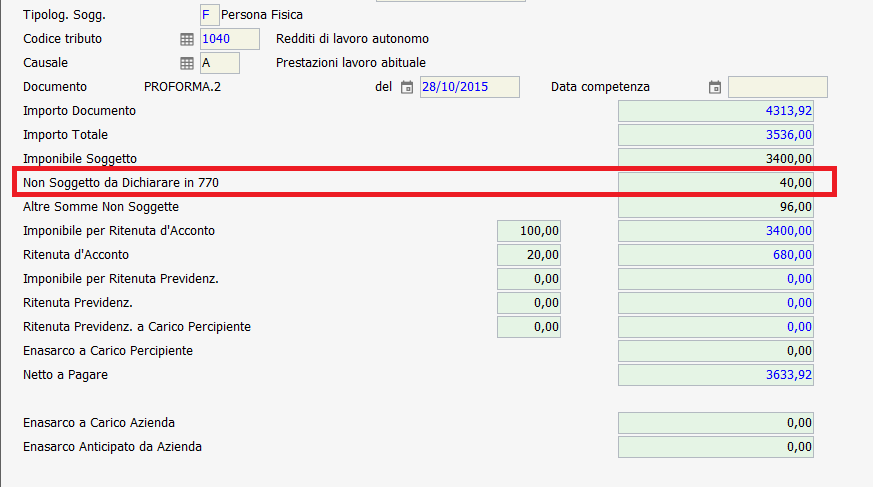 Tipolog. Sogg. F Persona Fisica
Codice tributo 1040 Redditi di lavoro autonomo
Causale A Prestazioni lavoro abituale
Documento PROFORMA.2 del 28/10/2015 Data competenza
Importo Documento 4313,92
Importo Totale 3536,00
Imponibile Soggetto 3400,00
Non Soggetto da Dichiarare in 770 40,00
Altre Somme Non Soggette 96,00
Imponibile per Ritenuta d'Acconto 100,00 3400,00
Ritenuta d'Acconto 20,00 680,00
Imponibile per Ritenuta Previdenz. 0,00 0,00
Ritenuta Previdenz. 0,00 0,00
Ritenuta Previdenz. a Carico Percipiente 0,00 0,00
Enasarco a Carico Percipiente 0,00
Netto a Pagare 3633,92
Enasarco a Carico Azienda 0,00
Enasarco Anticipato da Azienda 0,00